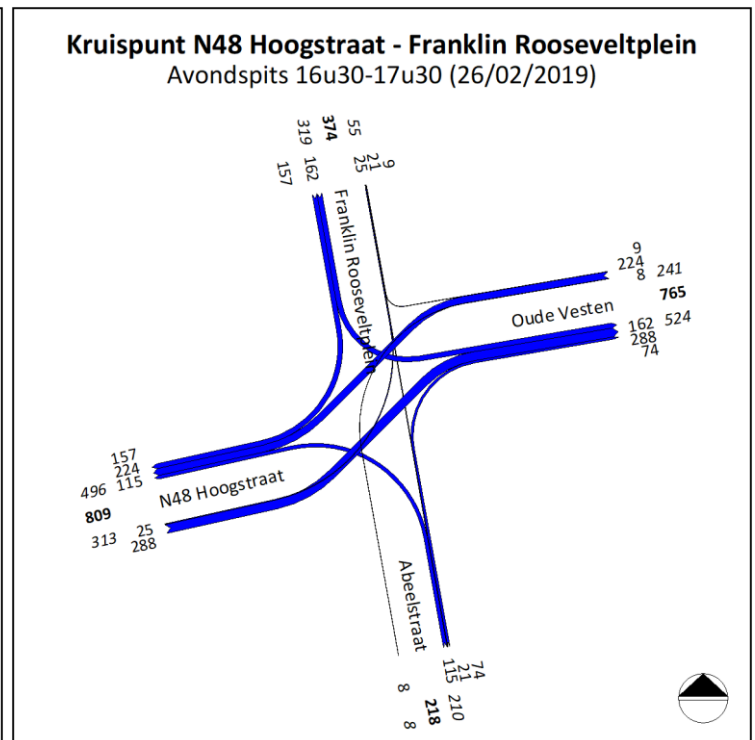 Kruispunt N48 Hoogstraat - Franklin Rooseveltplein
Avondspits 16u30-17u30 (26/02/2019)
319 374 55
157 162 25 21 9
Franklin Rooseveltplein
9
224
8 241
765
Oude Vesten
162 524
288
74
157
224
496 115
N48 Hoogstraat
809
25
313 288
Abeelstraat
115 21 74
8
8 218 210